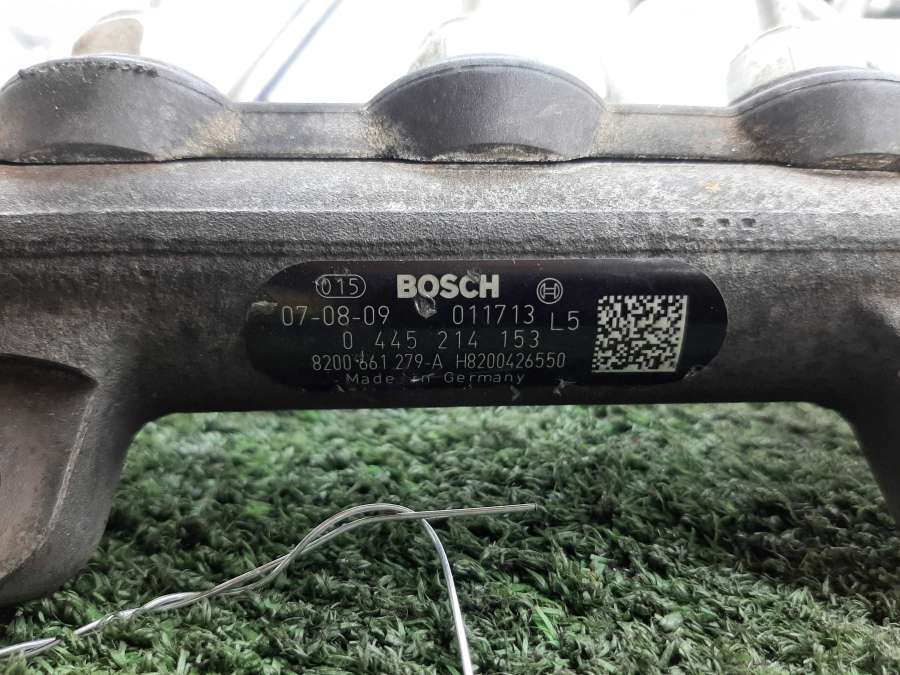 015 BOSCH
07-08-09 011713 L5
0 445 214 153
8200 661 279-A H8200426550
Made in Germany